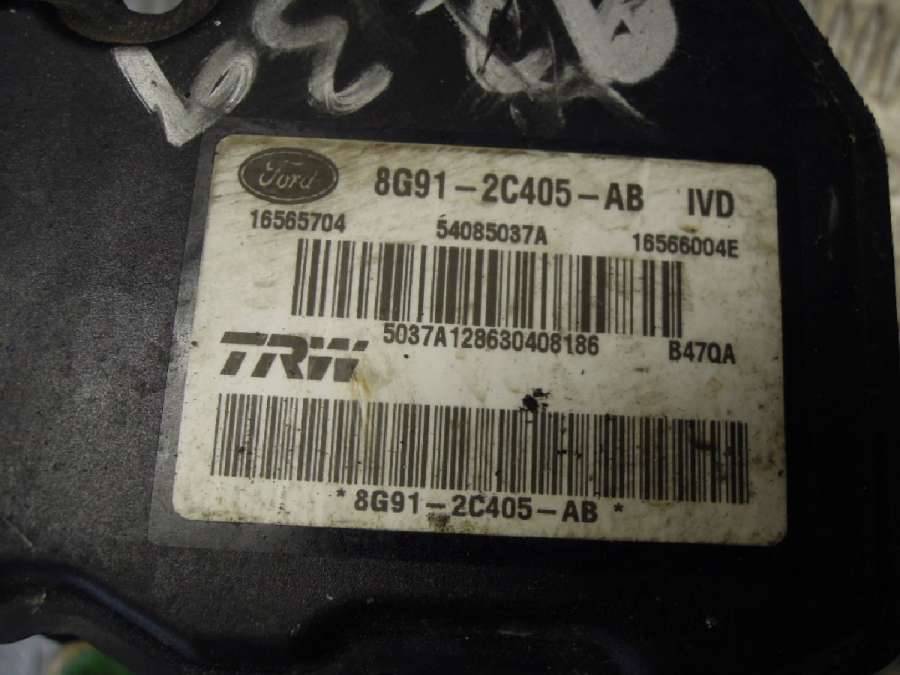 Ford 8G91-2C405-AB IVD
16565704 54085037A 16566004E
5037A128630408186 B47QA
TRW
*8G91-2C405-AB*